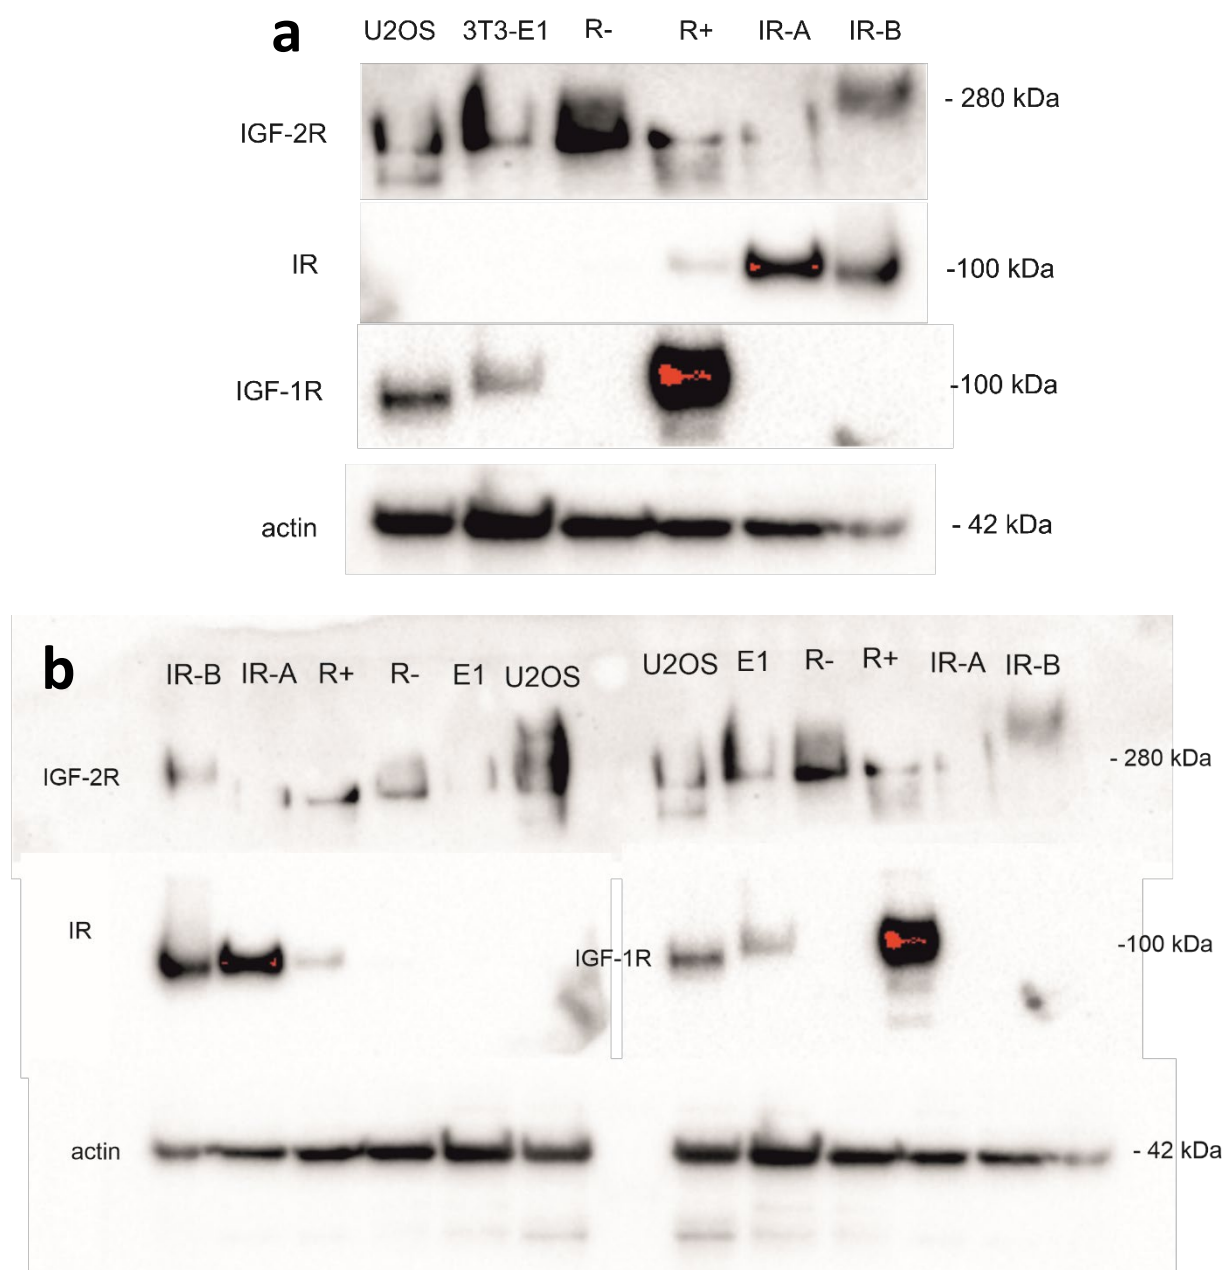 a
U2OS 3T3-E1 R- R+ IR-A IR-B
IGF-2R - 280 kDa
IR -100 kDa
IGF-1R -100 kDa
actin - 42 kDa
b
IR-B IR-A R+ R- E1 U2OS U2OS E1 R- R+ IR-A IR-B
IGF-2R - 280 kDa
IR IGF-1R -100 kDa
actin - 42 kDa